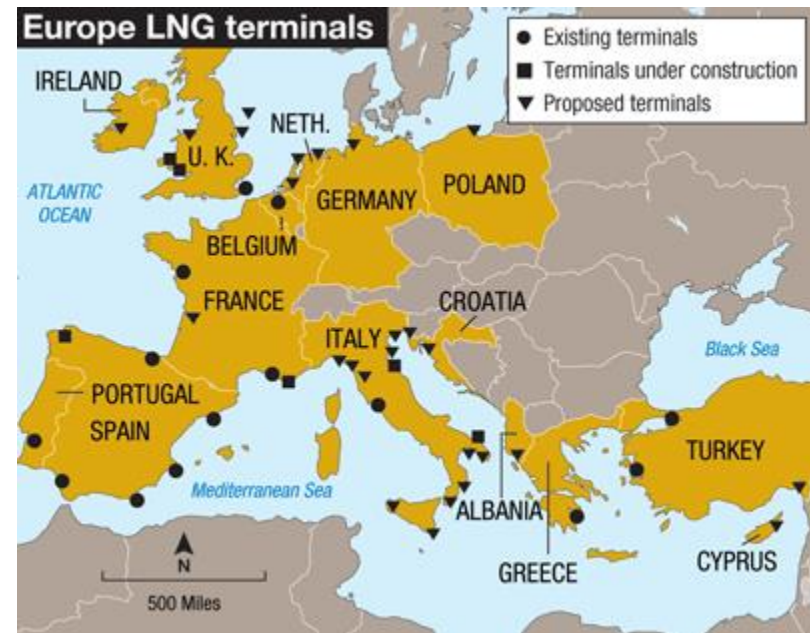 Europe LNG terminals
Existing terminals
Terminals under construction
Proposed terminals
IRELAND
NETH.
U. K.
ATLANTIC
OCEAN
GERMANY
POLAND
BELGIUM
FRANCE
CROATIA
ITALY
Black Sea
PORTUGAL
SPAIN
TURKEY
Mediterranean Sea
ALBANIA
GREECE
CYPRUS
N
500 Miles